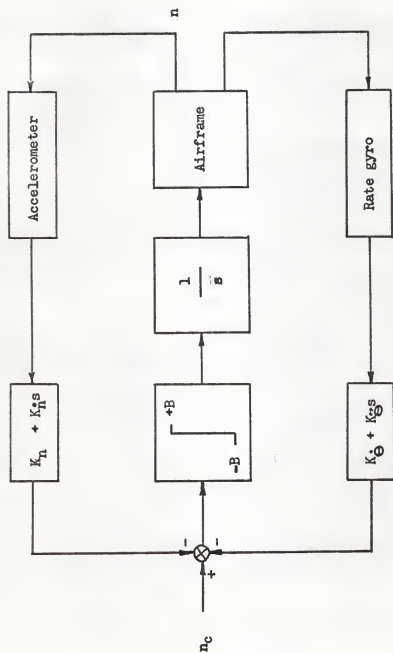 n
Accelerometer
Kn + Kṅs
Airframe
1
s
+B
-B
Rate gyro
Kθ̇ + Kθ̈s
-
-
+
nc